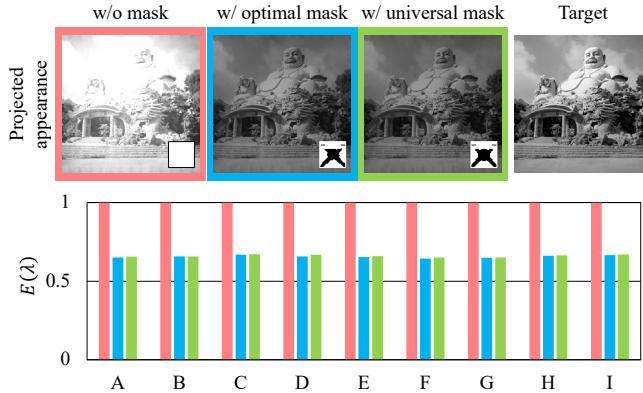 w/o mask w/ optimal mask w/ universal mask Target
Projected
appearance
E(λ)
1
0.5
0
A B C D E F G H I